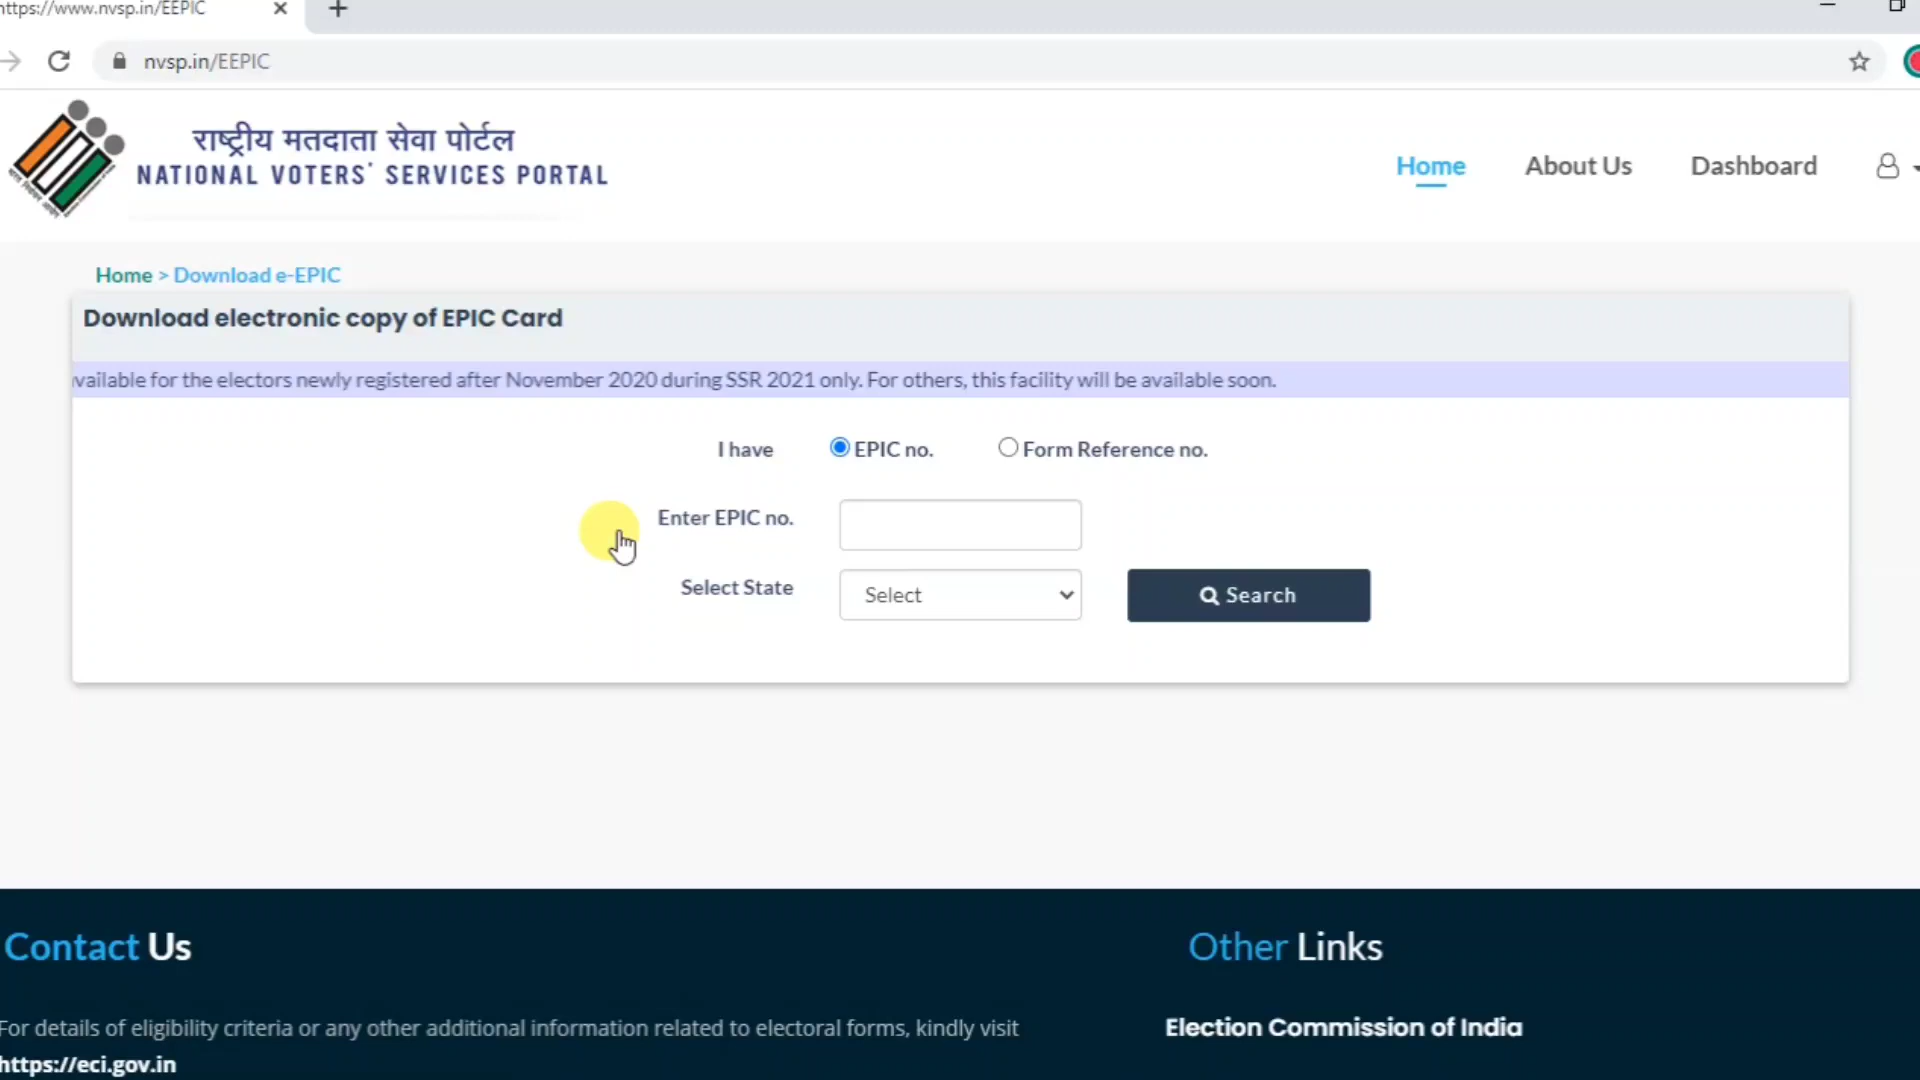 https://www.nvsp.in/EEPIC
nvsp.in/EEPIC
राष्ट्रीय मतदाता सेवा पोर्टल
NATIONAL VOTERS' SERVICES PORTAL
Home About Us Dashboard
Home > Download e-EPIC
Download electronic copy of EPIC Card
available for the electors newly registered after November 2020 during SSR 2021 only. For others, this facility will be available soon.
I have EPIC no. Form Reference no.
Enter EPIC no.
Select State Select Search
Contact Us Other Links
For details of eligibility criteria or any other additional information related to electoral forms, kindly visit
https://eci.gov.in
Election Commission of India